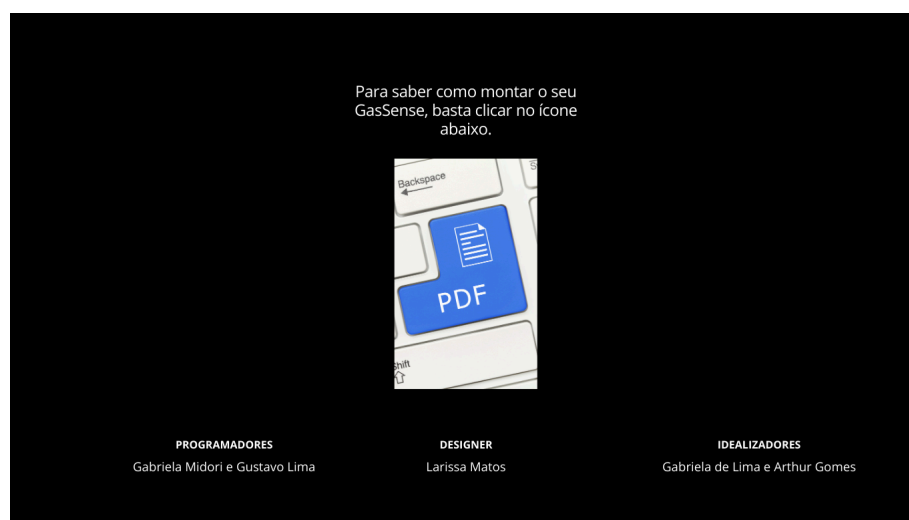 Para saber como montar o seu
GasSense, basta clicar no ícone
abaixo.
Backspace
PDF
Shift
PROGRAMADORES
Gabriela Midori e Gustavo Lima
DESIGNER
Larissa Matos
IDEALIZADORES
Gabriela de Lima e Arthur Gomes